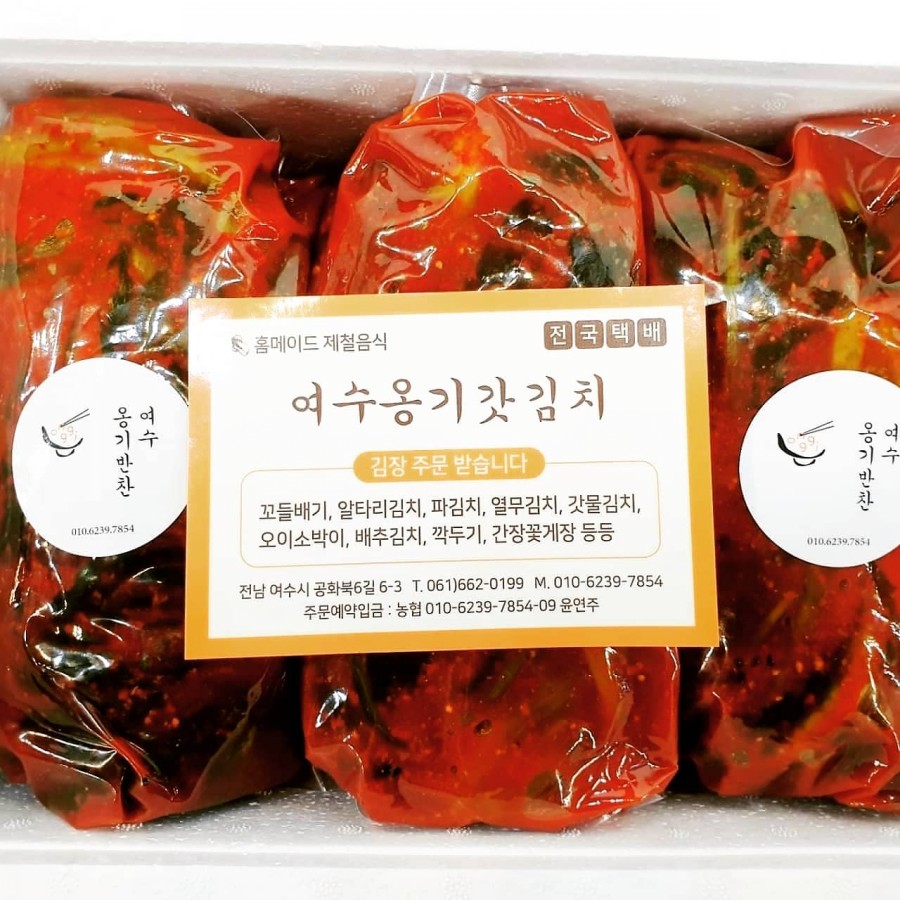 홈메이드 제철음식
전국택배
여수옹기갓김치
김장 주문 받습니다
꼬들배기, 알타리김치, 파김치, 열무김치, 갓물김치,
오이소박이, 배추김치, 깍두기, 간장꽃게장 등등
전남 여수시 공화북6길 6-3 T. 061)662-0199 M. 010-6239-7854
주문예약입금 : 농협 010-6239-7854-09 윤연주
여수
옹기반찬
010.6239.7854
여수
옹기반찬
010.6239.7854